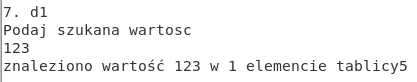 7. d1
Podaj szukana wartosc
123
znaleziono wartość 123 w 1 elemencie tablicy5